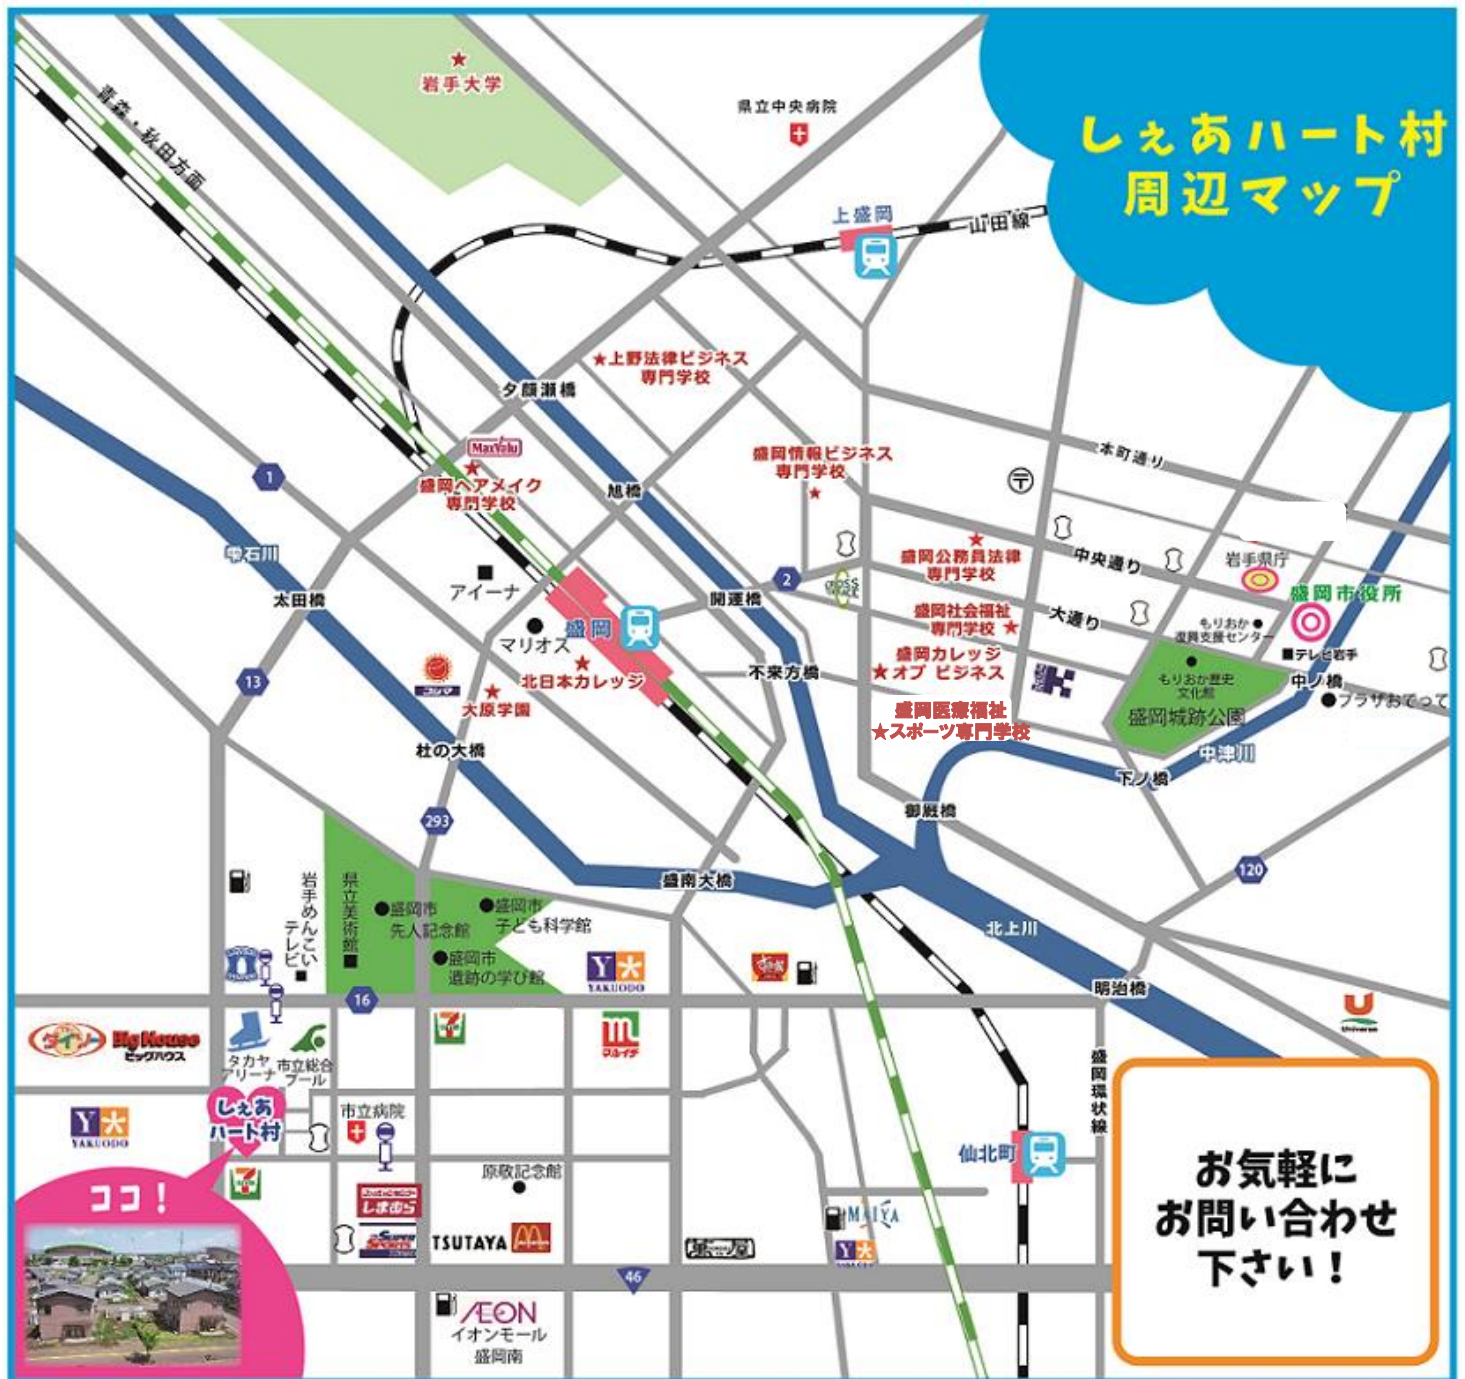 しぇあハート村
周辺マップ
岩手大学
県立中央病院
青森・秋田方面
上盛岡
山田線
上野法律ビジネス
専門学校
夕顔瀬橋
本町通り
MaxValu
盛岡ヘアメイク
専門学校
盛岡情報ビジネス
専門学校
旭橋
〒
1
雫石川
太田橋
アイーナ
盛岡
マリオス
開運橋
2
盛岡公務員法律
専門学校
中央通り
岩手県庁
盛岡市役所
盛岡社会福祉
専門学校
大通り
もりおか
復興支援センター
テレビ岩手
盛岡カレッジ
オブ ビジネス
もりおか歴史
文化館
中ノ橋
プラザおでって
盛岡城跡公園
13
コジマ
北日本カレッジ
大原学園
不来方橋
盛岡医療福祉
スポーツ専門学校
杜の大橋
中津川
下ノ橋
御厩橋
293
120
盛南大橋
岩手めんこい
テレビ
県立美術館
盛岡市
先人記念館
盛岡市
子ども科学館
盛岡市
遺跡の学び館
北上川
明治橋
YAKUODO
すき家
16
Universe
ダイソー
Big House
ビッグハウス
タカヤ
アリーナ
市立総合
プール
マルイチ
盛岡環状線
しぇあ
ハート村
YAKUODO
市立病院
仙北町
原敬記念館
ココ！
しまむら
TSUTAYA
MAIYA
46
ÆON
イオンモール
盛岡南
お気軽に
お問い合わせ
下さい！